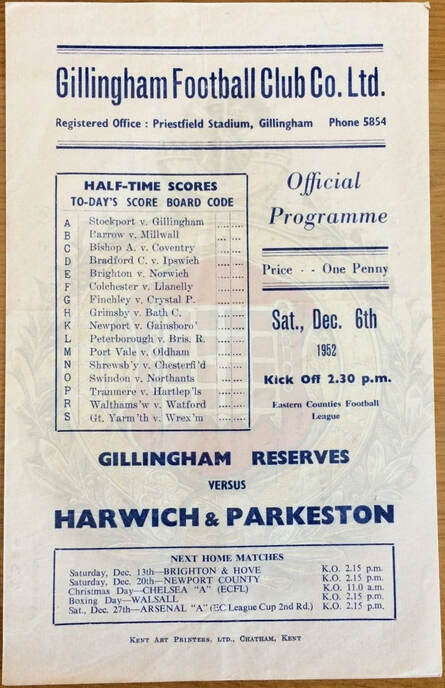 Gillingham Football Club Co. Ltd.
Registered Office : Priestfield Stadium, Gillingham Phone 5854
HALF-TIME SCORES
TO-DAY'S SCORE BOARD CODE
A Stockport v. Gillingham
B Barrow v. Millwall
C Bishop A. v. Coventry
D Bradford C. v. Ipswich
E Brighton v. Norwich
F Colchester v. Llanelly
G Finchley v. Crystal P.
H Grimsby v. Bath C.
K Newport v. Gainsboro'
L Peterborough v. Bris. R.
M Port Vale v. Oldham
N Shrewsb'y v. Chesterfi'd
O Swindon v. Northants
P Tranmere v. Hartlep'ls
R Walthams'w v. Watford
S Gt. Yarm'th v. Wrex'm
Official
Programme
Price - - One Penny
Sat., Dec. 6th
1952
Kick Off 2.30 p.m.
Eastern Counties Football
League
GILLINGHAM RESERVES
VERSUS
HARWICH & PARKESTON
NEXT HOME MATCHES
Saturday, Dec. 13th—BRIGHTON & HOVE K.O. 2.15 p.m.
Saturday, Dec. 20th—NEWPORT COUNTY K.O. 2.15 p.m.
Christmas Day—CHELSEA "A" (ECFL) K.O. 11.0 a.m.
Boxing Day—WALSALL K.O. 2.15 p.m.
Sat., Dec. 27th—ARSENAL "A" (EC League Cup 2nd Rd.) K.O. 2.15 p.m.
KENT ART PRINTERS, LTD., CHATHAM, KENT